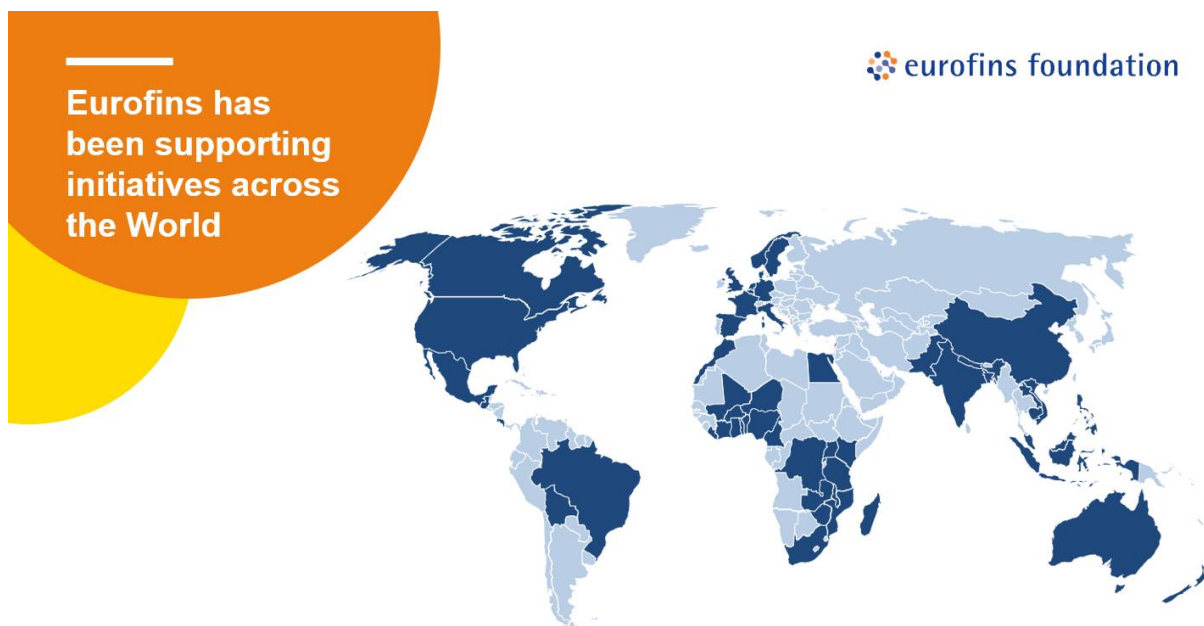 Eurofins has
been supporting
initiatives across
the World
eurofins foundation